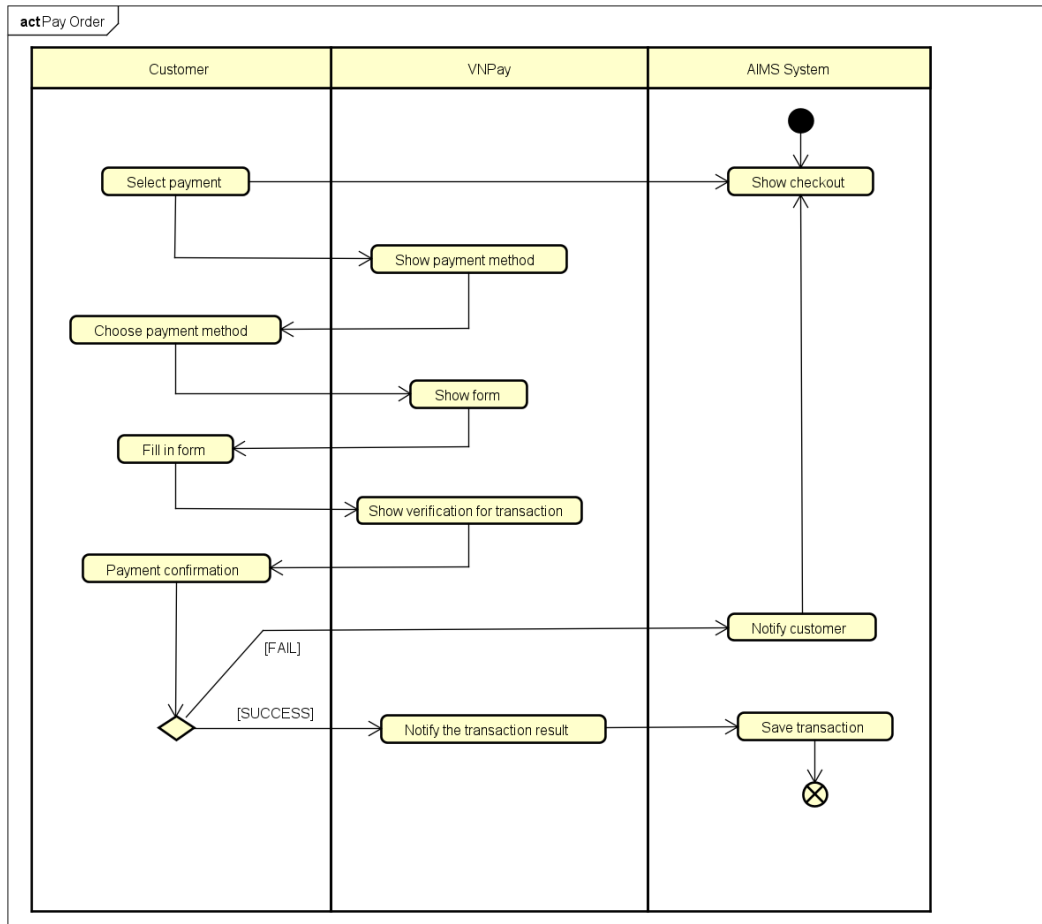 act Pay Order
Customer
VNPay
AIMS System
Select payment
Show checkout
Show payment method
Choose payment method
Show form
Fill in form
Show verification for transaction
Payment confirmation
Notify customer
[FAIL]
[SUCCESS]
Notify the transaction result
Save transaction